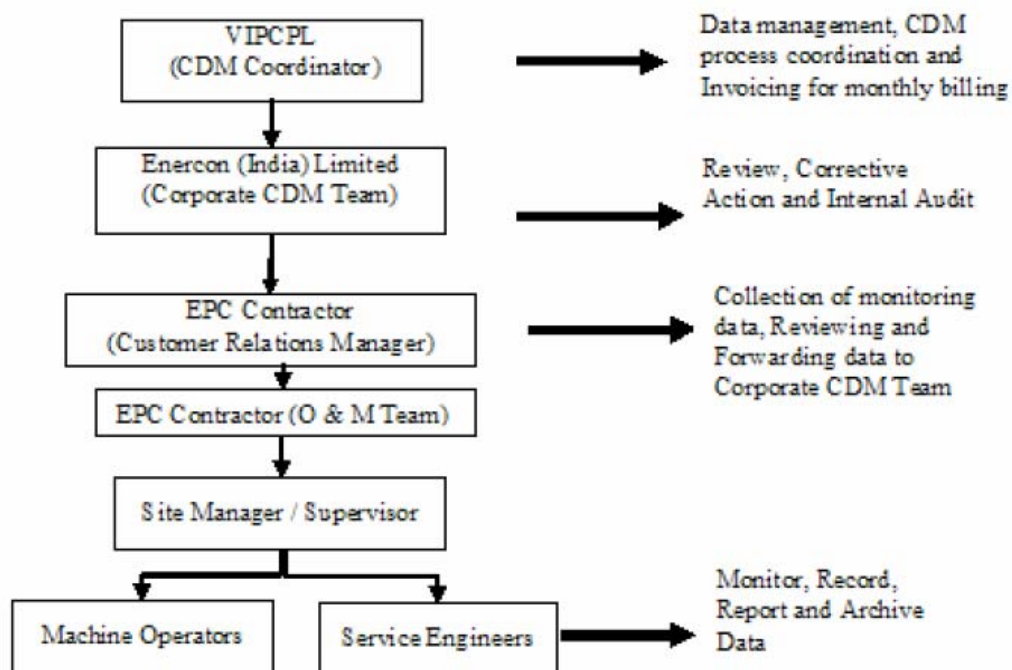 VIPCPL
(CDM Coordinator)
Data management, CDM
process coordination and
Invoicing for monthly billing
Enercon (India) Limited
(Corporate CDM Team)
Review, Corrective
Action and Internal Audit
EPC Contractor
(Customer Relations Manager)
Collection of monitoring
data, Reviewing and
Forwarding data to
Corporate CDM Team
EPC Contractor (O & M Team)
Site Manager / Supervisor
Machine Operators
Service Engineers
Monitor, Record,
Report and Archive
Data